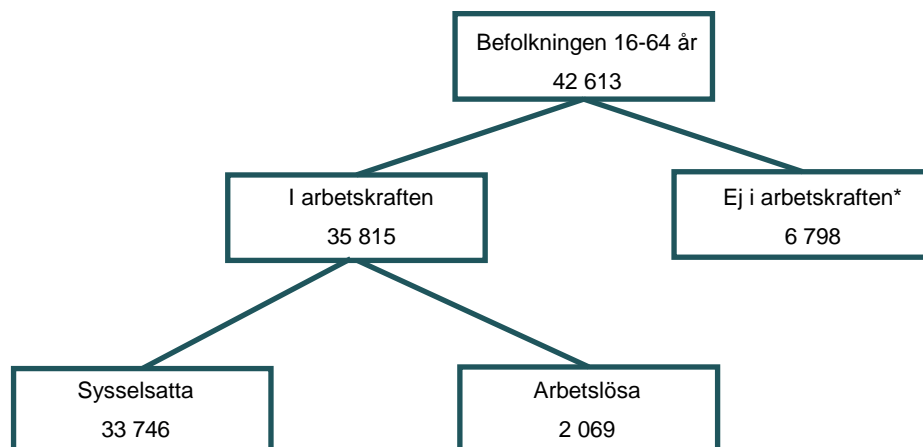 Befolkningen 16-64 år
42 613
I arbetskraften
35 815
Ej i arbetskraften*
6 798
Sysselsatta
33 746
Arbetslösa
2 069